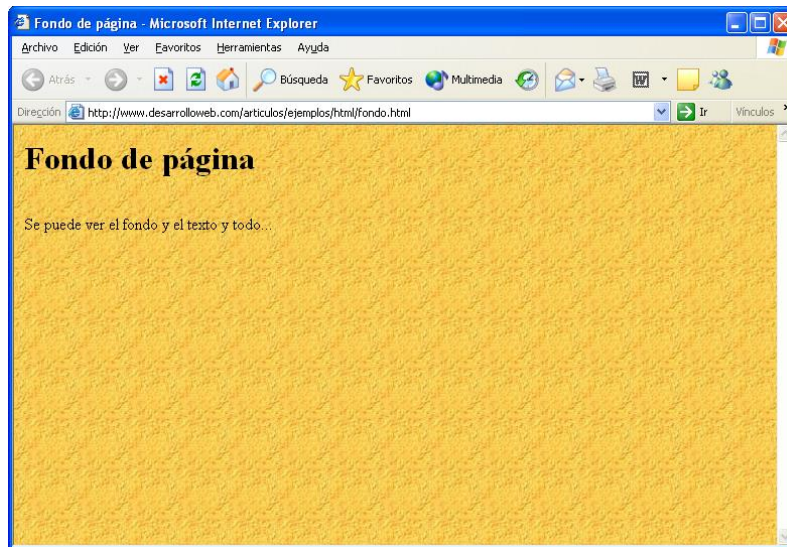 Fondo de página - Microsoft Internet Explorer
Archivo Edición Ver Favoritos Herramientas Ayuda
Atrás Búsqueda Favoritos Multimedia
Dirección http://www.desarrolloweb.com/articulos/ejemplos/html/fondo.html Ir Vínculos
Fondo de página
Se puede ver el fondo y el texto y todo...